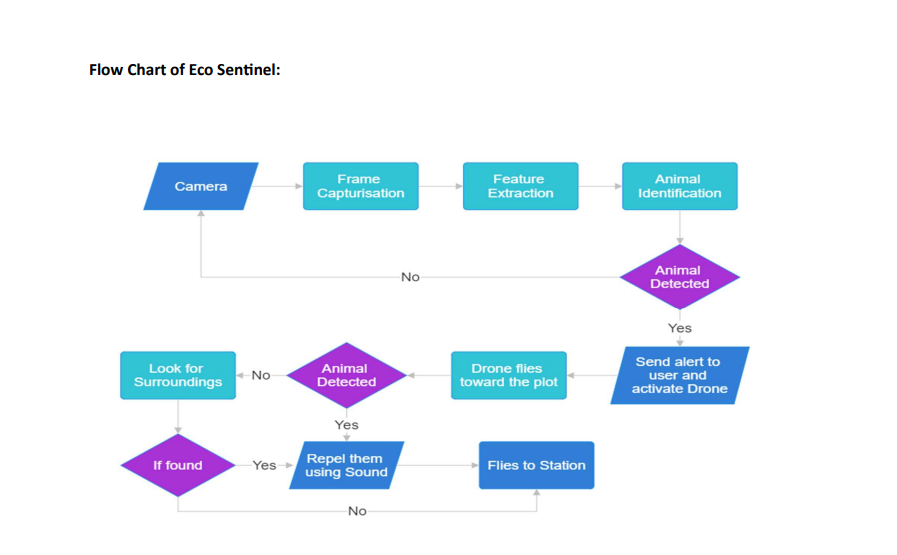 Flow Chart of Eco Sentinel:
Camera
Frame
Capturisation
Feature
Extraction
Animal
Identification
No
Animal
Detected
Yes
Look for
Surroundings
No
Animal
Detected
Drone flies
toward the plot
Send alert to
user and
activate Drone
Yes
If found
Yes
Repel them
using Sound
Flies to Station
No